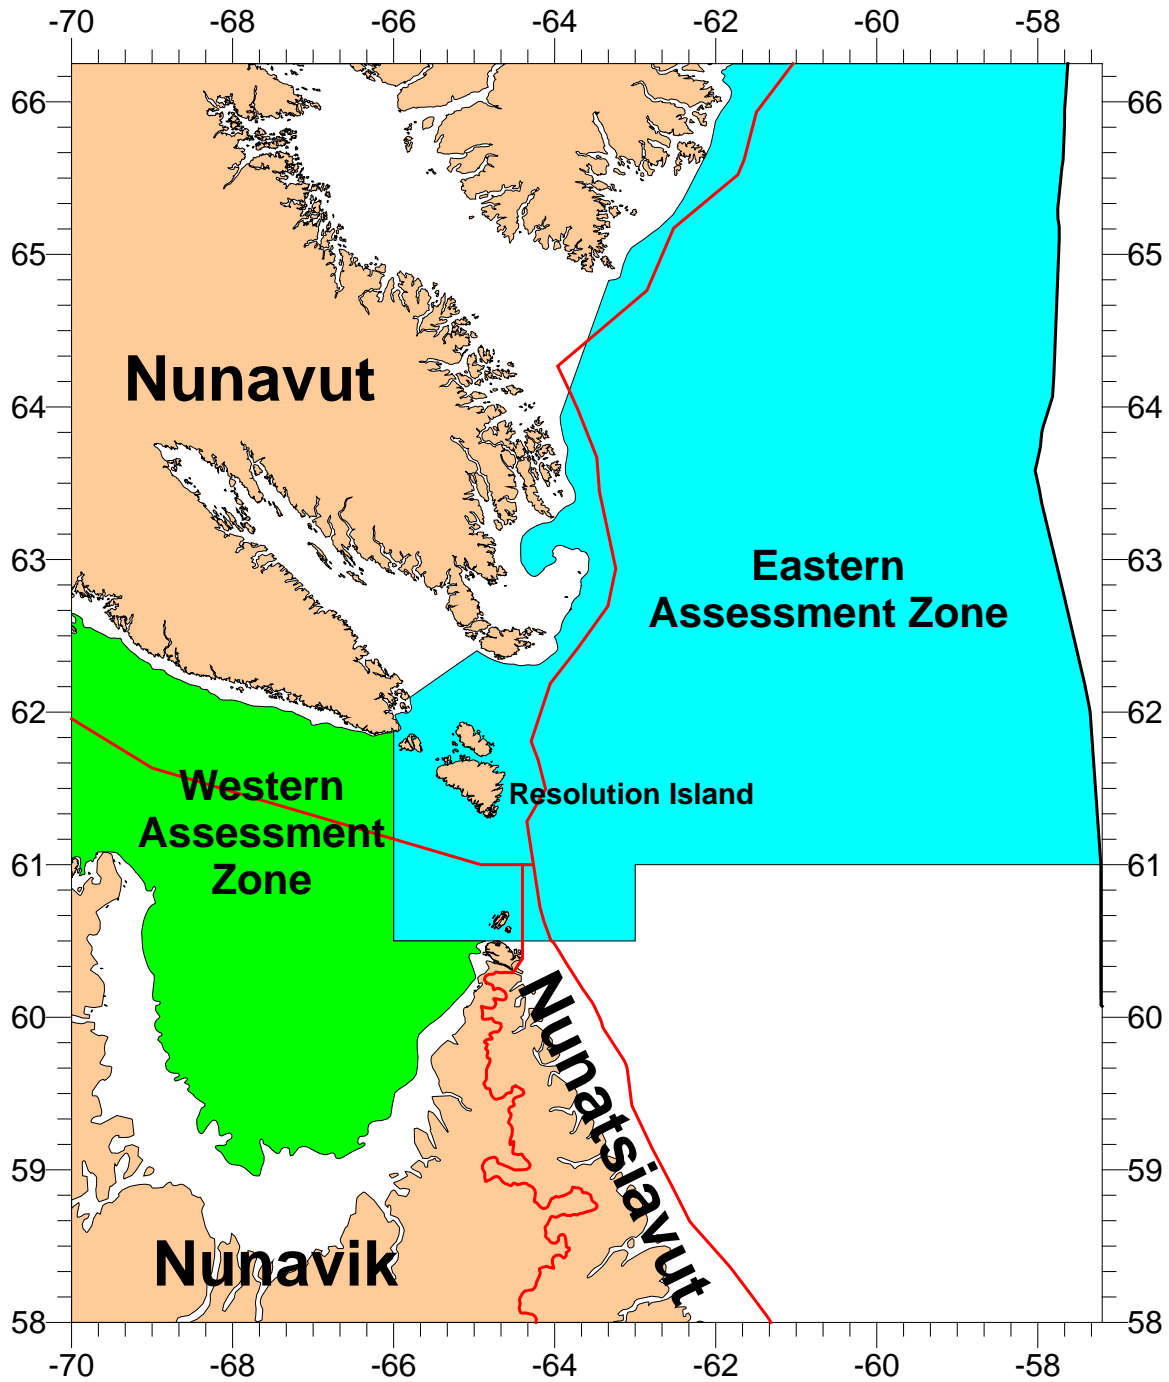 -70 -68 -66 -64 -62 -60 -58
66 66
65 65
Nunavut
64 64
63 63
Eastern
Assessment Zone
62 62
Western
Assessment
Zone
Resolution Island
61 61
60 60
Nunatsiavut
59 59
Nunavik
58 58
-70 -68 -66 -64 -62 -60 -58